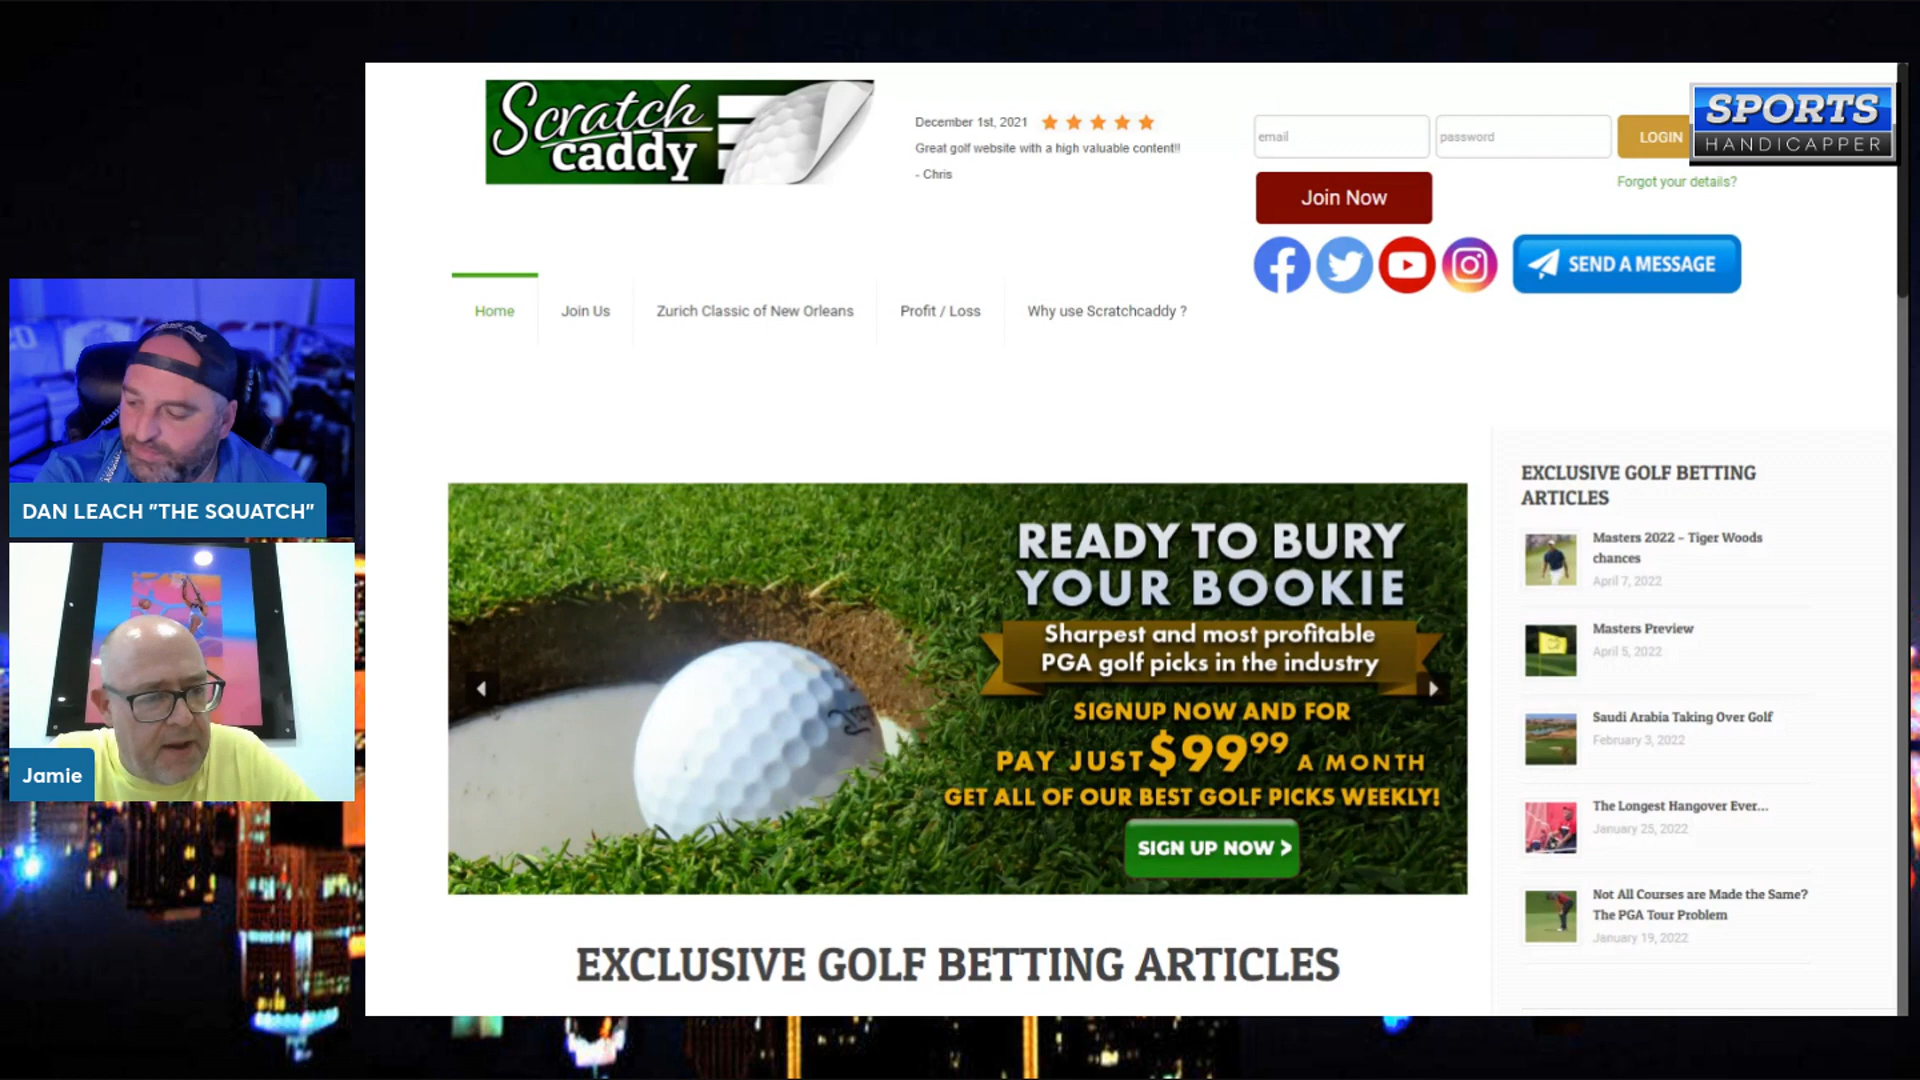 Scratch
caddy
December 1st, 2021
Great golf website with a high valuable content!!
- Chris
email
password
LOGIN
SPORTS
HANDICAPPER
Join Now
Forgot your details?
SEND A MESSAGE
Home
Join Us
Zurich Classic of New Orleans
Profit / Loss
Why use Scratchcaddy ?
DAN LEACH "THE SQUATCH"
Jamie
READY TO BURY
YOUR BOOKIE
Sharpest and most profitable
PGA golf picks in the industry
SIGNUP NOW AND FOR
PAY JUST $99.99 A MONTH
GET ALL OF OUR BEST GOLF PICKS WEEKLY!
SIGN UP NOW >
EXCLUSIVE GOLF BETTING ARTICLES
EXCLUSIVE GOLF BETTING
ARTICLES
Masters 2022 – Tiger Woods
chances
April 7, 2022
Masters Preview
April 5, 2022
Saudi Arabia Taking Over Golf
February 3, 2022
The Longest Hangover Ever...
January 25, 2022
Not All Courses are Made the Same?
The PGA Tour Problem
January 19, 2022